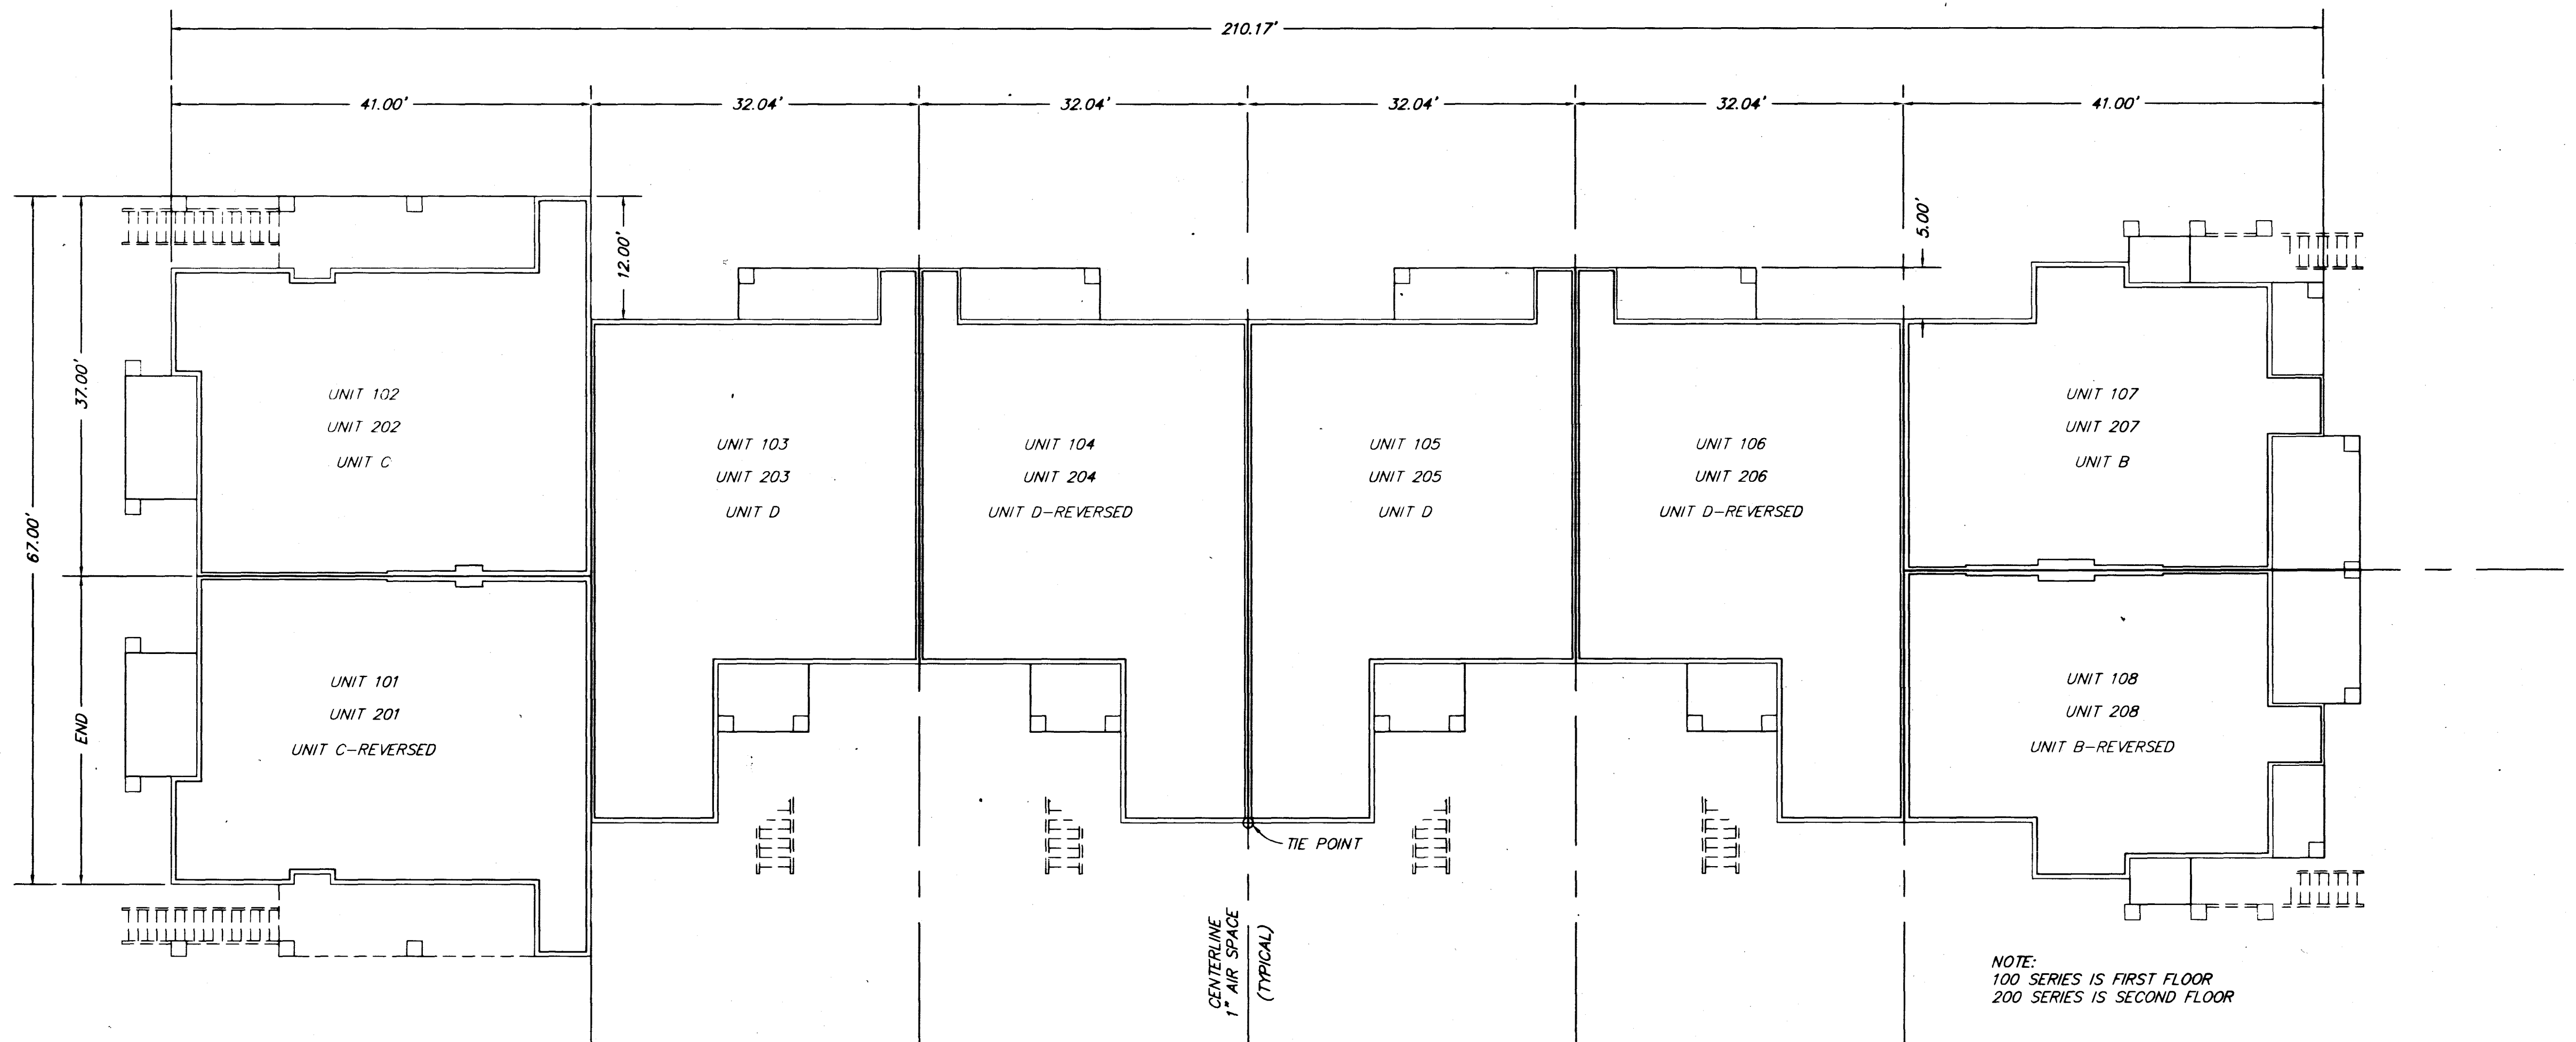 210.17'
41.00'
32.04'
32.04'
32.04'
32.04'
41.00'
12.00'
5.00'
67.00'
37.00'
END
UNIT 102
UNIT 202
UNIT C
UNIT 103
UNIT 203
UNIT D
UNIT 104
UNIT 204
UNIT D-REVERSED
UNIT 105
UNIT 205
UNIT D
UNIT 106
UNIT 206
UNIT D-REVERSED
UNIT 107
UNIT 207
UNIT B
UNIT 101
UNIT 201
UNIT C-REVERSED
UNIT 108
UNIT 208
UNIT B-REVERSED
TIE POINT
CENTERLINE
1" AIR SPACE
(TYPICAL)
NOTE:
100 SERIES IS FIRST FLOOR
200 SERIES IS SECOND FLOOR